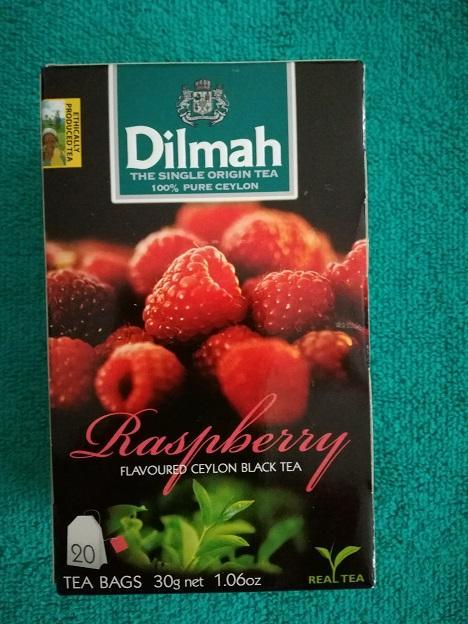 ETHICALLY
PRODUCED TEA
Dilmah
THE SINGLE ORIGIN TEA
100% PURE CEYLON
Raspberry
FLAVOURED CEYLON BLACK TEA
20
TEA BAGS 30g net 1.06oz
REAL TEA